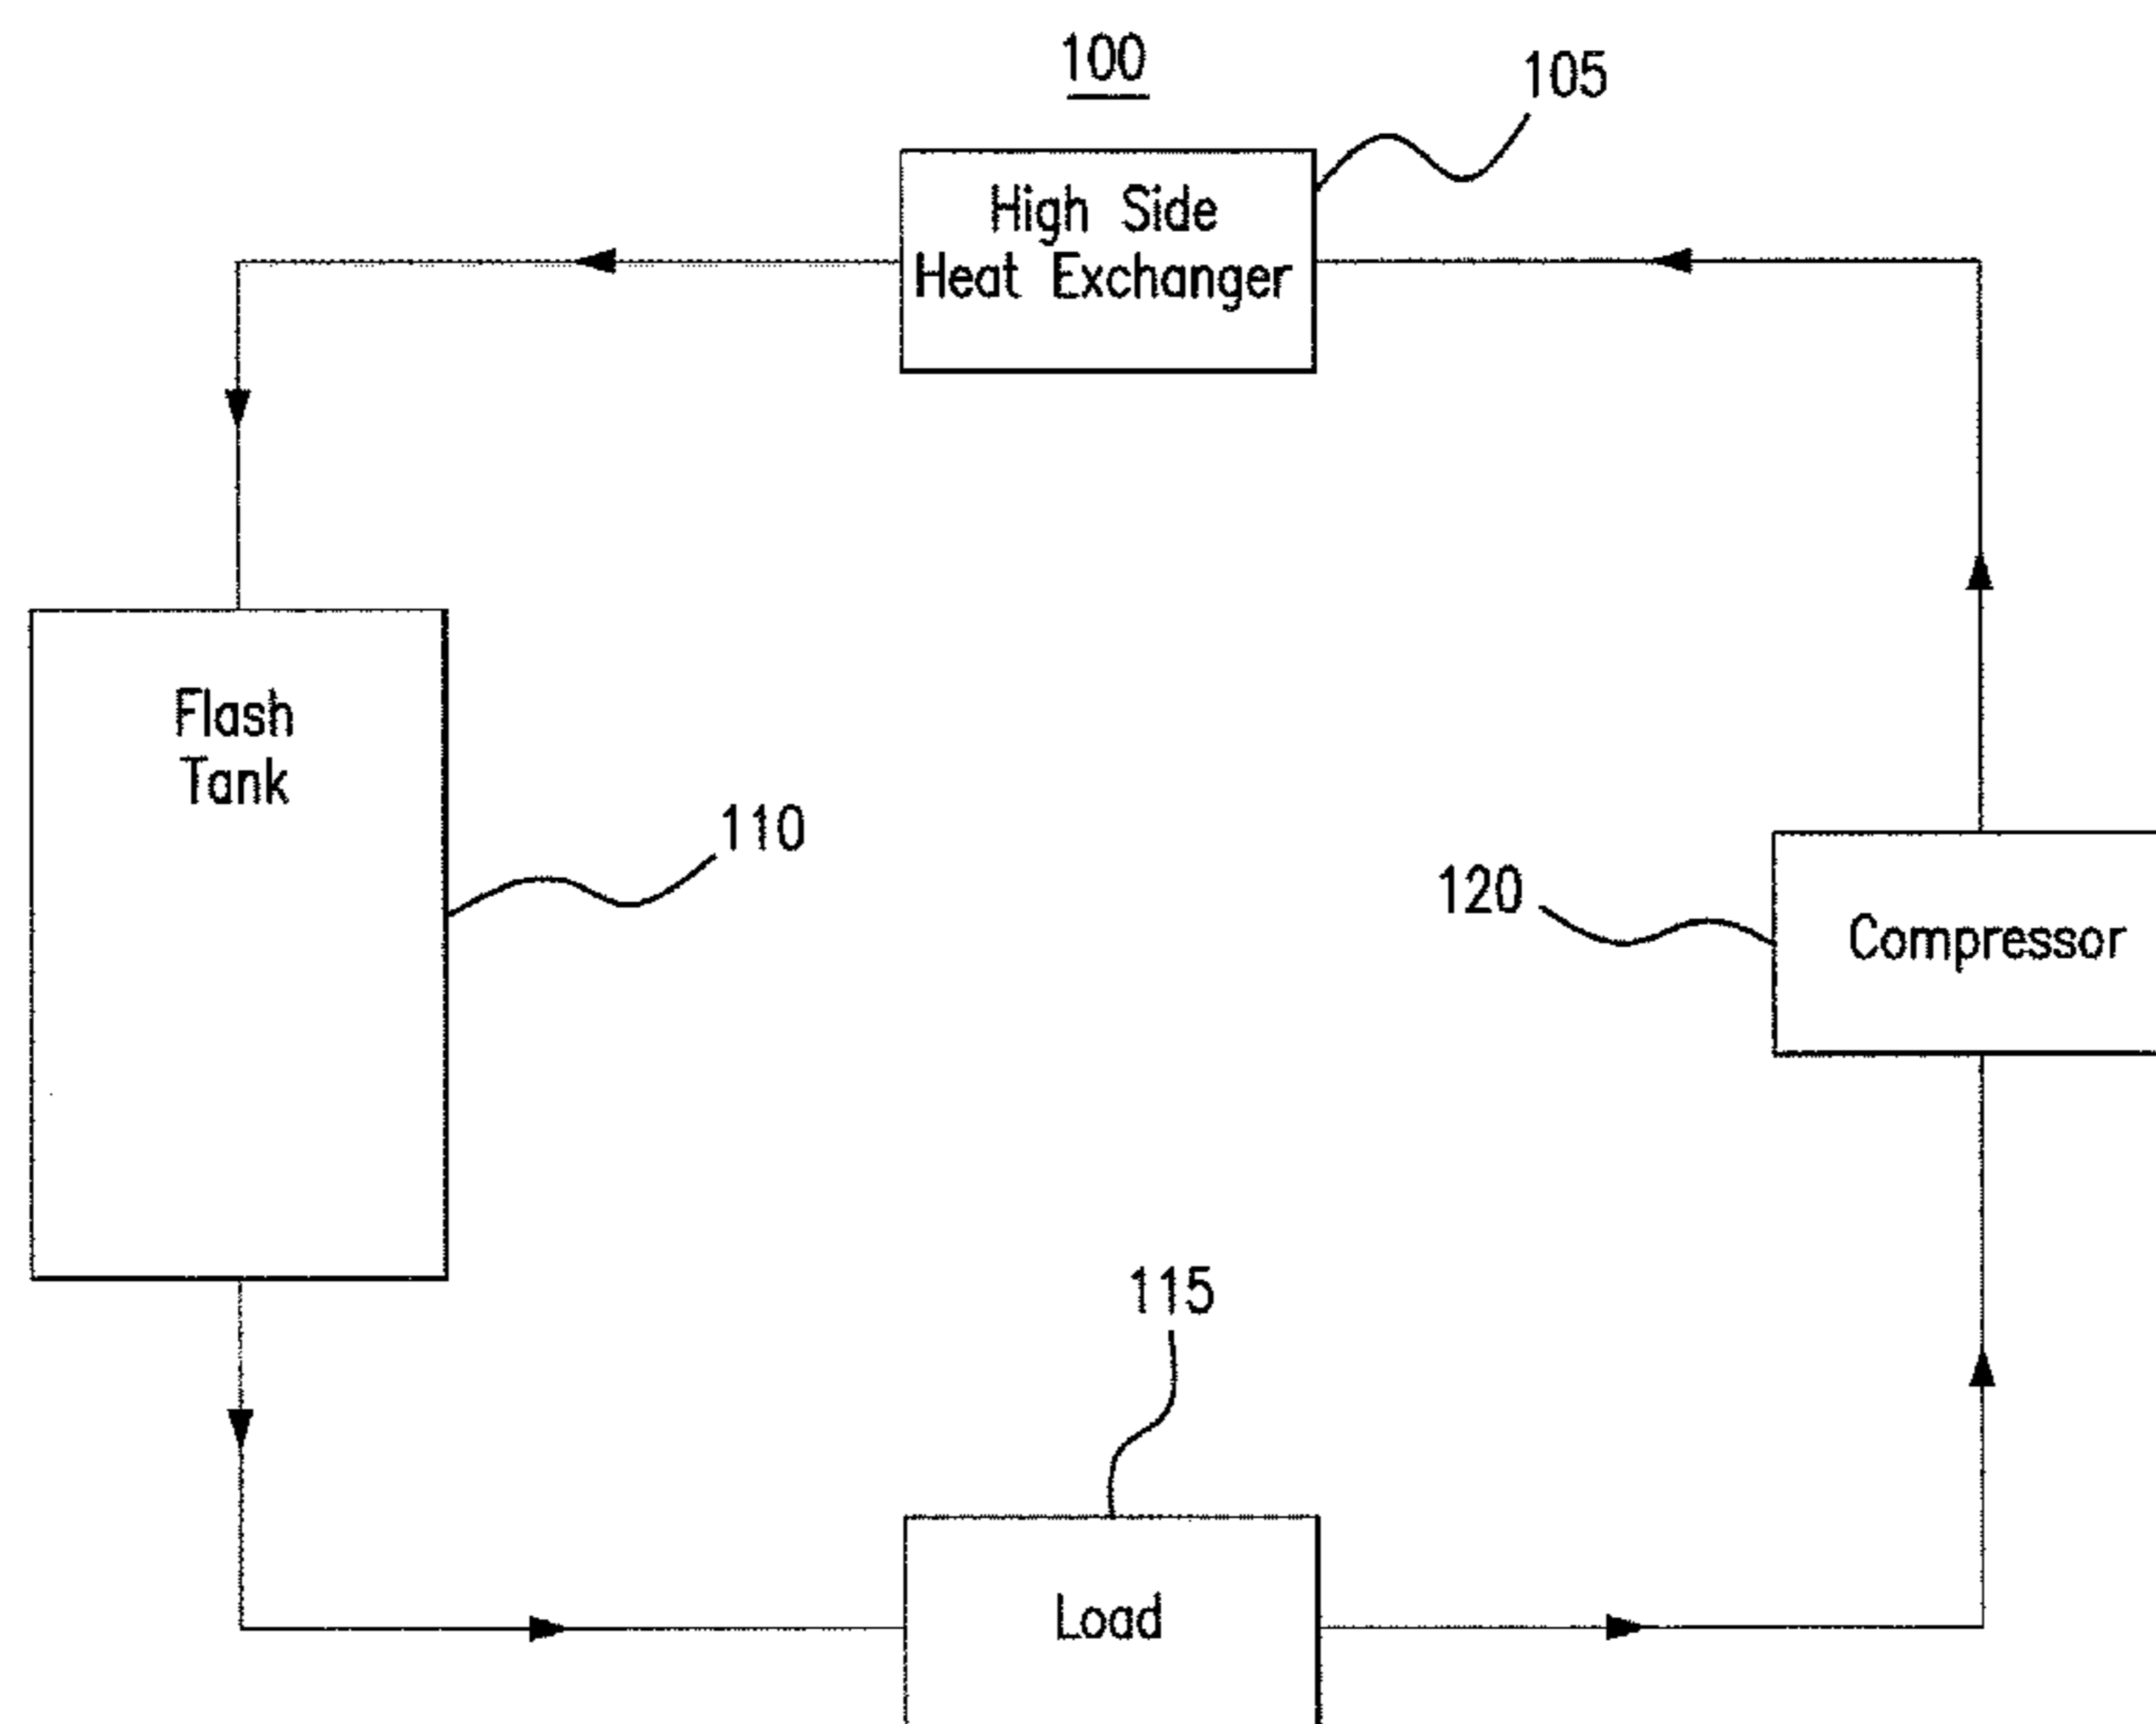 100
105
High Side
Heat Exchanger
Flash
Tank
110
120
Compressor
115
Load